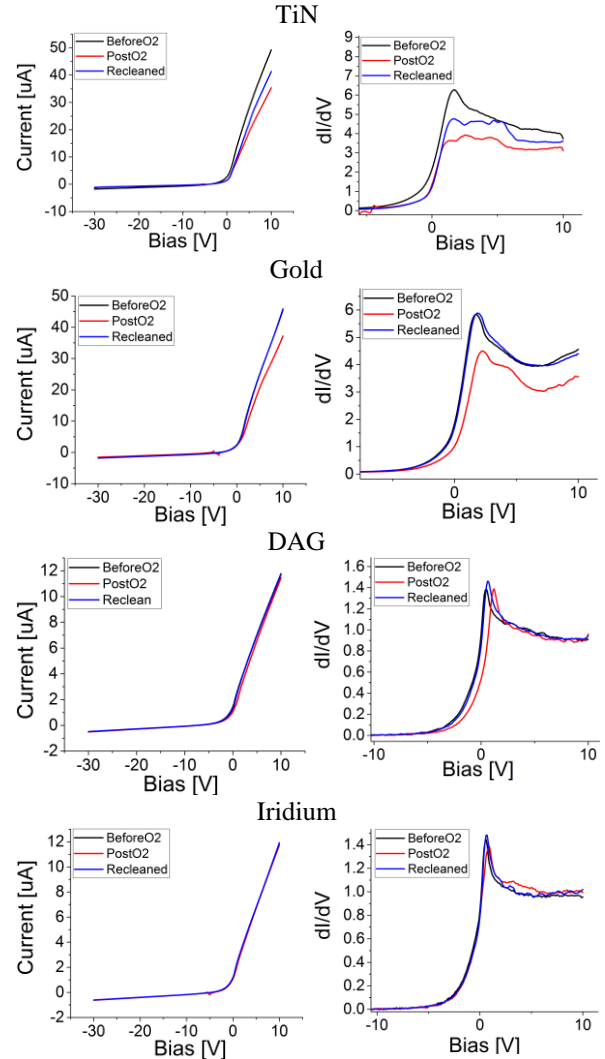 TiN
BeforeO2
PostO2
Recleaned
Current [uA]
50
40
30
20
10
0
-10
-30 -20 -10 0 10
Bias [V]
BeforeO2
PostO2
Recleaned
dI/dV
9
8
7
6
5
4
3
2
1
0
0 5 10
Bias [V]
Gold
BeforeO2
PostO2
Recleaned
Current [uA]
50
40
30
20
10
0
-10
-30 -20 -10 0 10
Bias [V]
BeforeO2
PostO2
Recleaned
dI/dV
6
5
4
3
2
1
0
0 5 10
Bias [V]
DAG
BeforeO2
PostO2
Reclean
Current [uA]
12
10
8
6
4
2
0
-2
-30 -20 -10 0 10
Bias [V]
BeforeO2
PostO2
Recleaned
dI/dV
1.6
1.4
1.2
1.0
0.8
0.6
0.4
0.2
0.0
-10 -5 0 5 10
Bias [V]
Iridium
BeforeO2
PostO2
Recleaned
Current [uA]
12
10
8
6
4
2
0
-2
-30 -20 -10 0 10
Bias [V]
BeforeO2
PostO2
Recleaned
dI/dV
1.4
1.2
1.0
0.8
0.6
0.4
0.2
0.0
-10 -5 0 5 10
Bias [V]